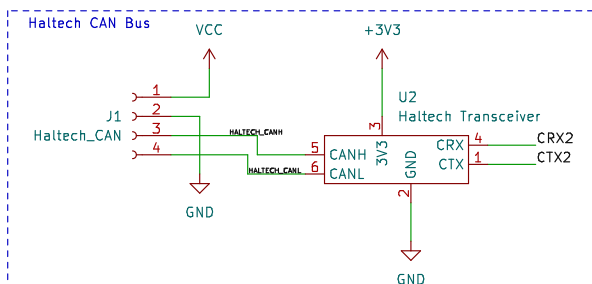 Haltech CAN Bus
VCC
+3V3
1
2
3
4
J1
Haltech_CAN
HALTECH_CANH
HALTECH_CANL
GND
U2
Haltech Transceiver
3
5
6
CANH
CANL
3V3
GND
CRX
CTX
4
1
CRX2
CTX2
2
GND